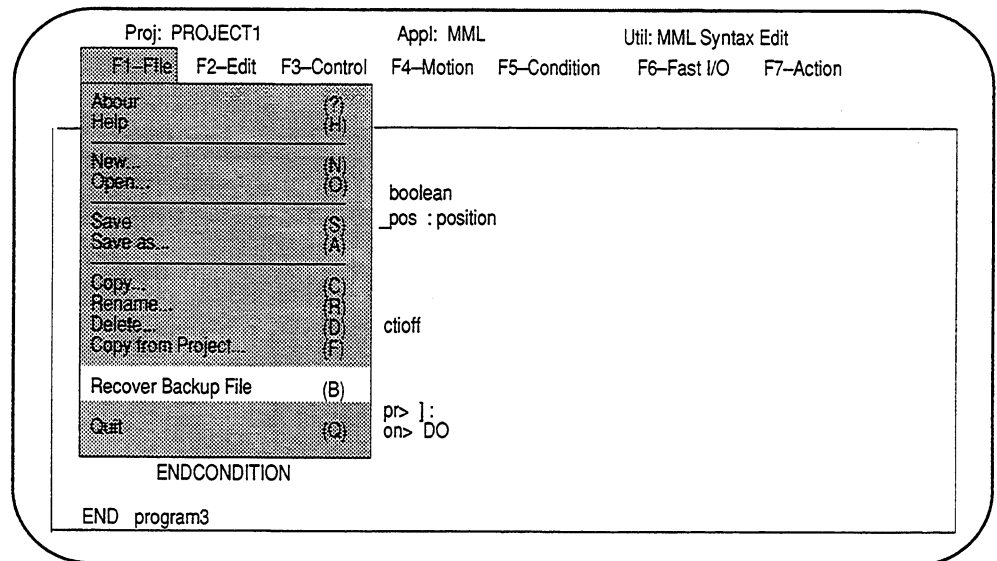 Proj: PROJECT1 Appl: MML Util: MML Syntax Edit
F1–File F2–Edit F3–Control F4–Motion F5–Condition F6–Fast I/O F7–Action
Abour (?)
Help (H)
New... (N)
Open... (O)
boolean
Save (S) _pos : position
Save as... (A)
Copy... (C)
Rename... (R)
Delete... (D) ctioff
Copy from Project... (F)
Recover Backup File (B)
pr> ] :
Quit (Q) on> DO
ENDCONDITION
END program3